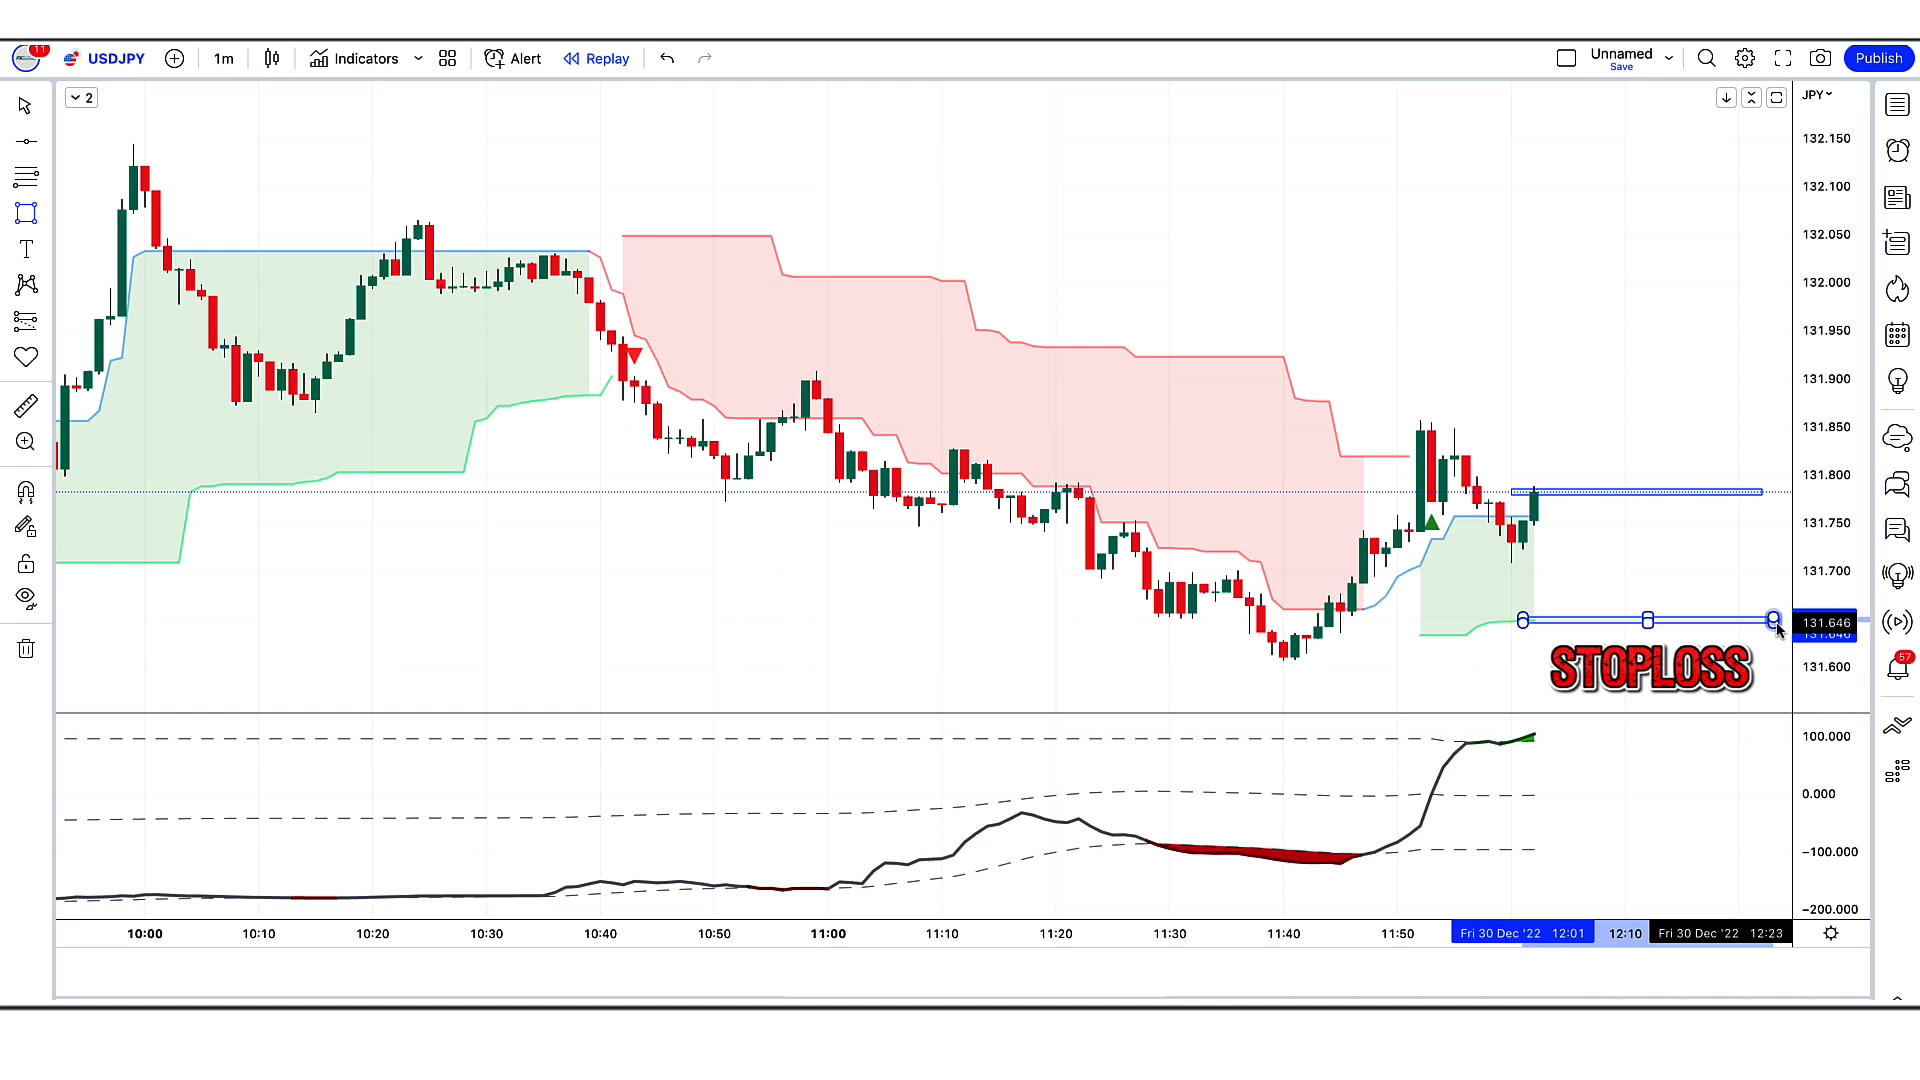 11
USDJPY
1m
Indicators
Alert
Replay
Unnamed
Save
Publish
2
JPY
132.150
132.100
132.050
132.000
131.950
131.900
131.850
131.800
131.750
131.700
131.646
131.646
131.600
STOPLOSS
57
100.000
0.000
−100.000
−200.000
10:00 10:10 10:20 10:30 10:40 10:50 11:00 11:10 11:20 11:30 11:40 11:50 Fri 30 Dec '22 12:01 12:10 Fri 30 Dec '22 12:23